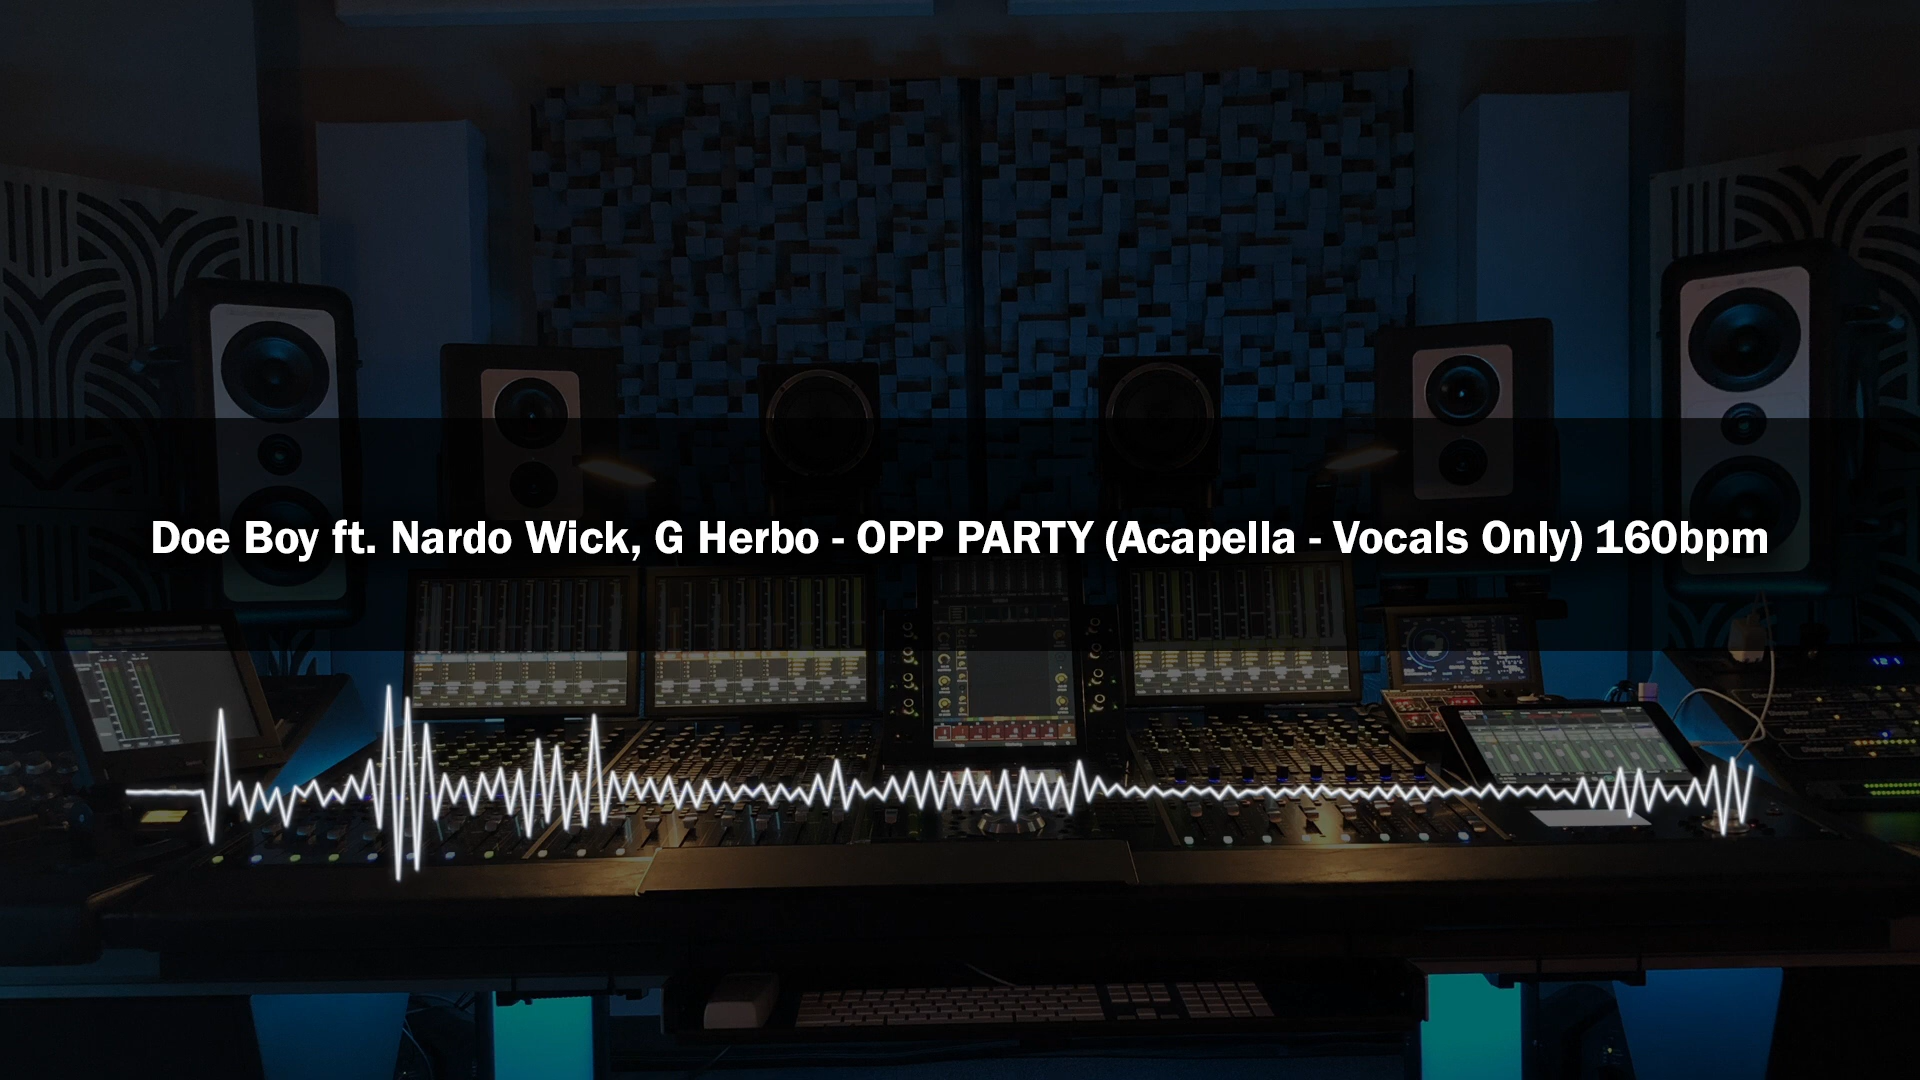 Doe Boy ft. Nardo Wick, G Herbo - OPP PARTY (Acapella - Vocals Only) 160bpm